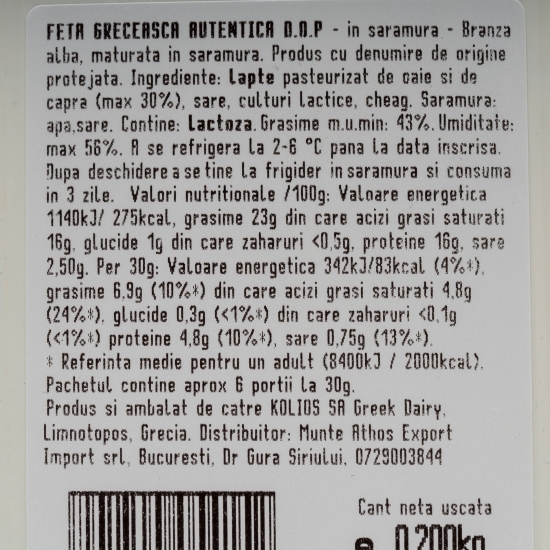 FETA GRECEASCA AUTENTICA D.O.P - in saramura - Branza
alba, maturata in saramura. Produs cu denumire de origine
protejata. Ingrediente: Lapte pasteurizat de oaie si de
capra (max 30%), sare, culturi lactice, cheag. Saramura:
apa,sare. Contine: Lactoza. Grasime m.u.min: 43%. Umiditate:
max 56%. A se refrigera la 2-6 °C pana la data inscrisa.
Dupa deschidere a se tine la frigider in saramura si consuma
in 3 zile. Valori nutritionale /100g: Valoare energetica
1140kJ/ 275kcal, grasime 23g din care acizi grasi saturati
16g, glucide 1g din care zaharuri <0,5g, proteine 16g, sare
2,50g. Per 30g: Valoare energetica 342kJ/83kcal (4%*),
grasime 6,9g (10%*) din care acizi grasi saturati 4,8g
(24%*), glucide 0,3g (<1%*) din care zaharuri <0,1g
(<1%*) proteine 4,8g (10%*), sare 0,75g (13%*).
* Referinta medie pentru un adult (8400kJ / 2000kcal).
Pachetul contine aprox 6 portii la 30g.
Produs si ambalat de catre KOLIOS SA Greek Dairy,
Limnotopos, Grecia. Distribuitor: Munte Athos Export
Import srl, Bucuresti, Dr Gura Siriului, 0729003844
Cant neta uscata
e 0,200kg